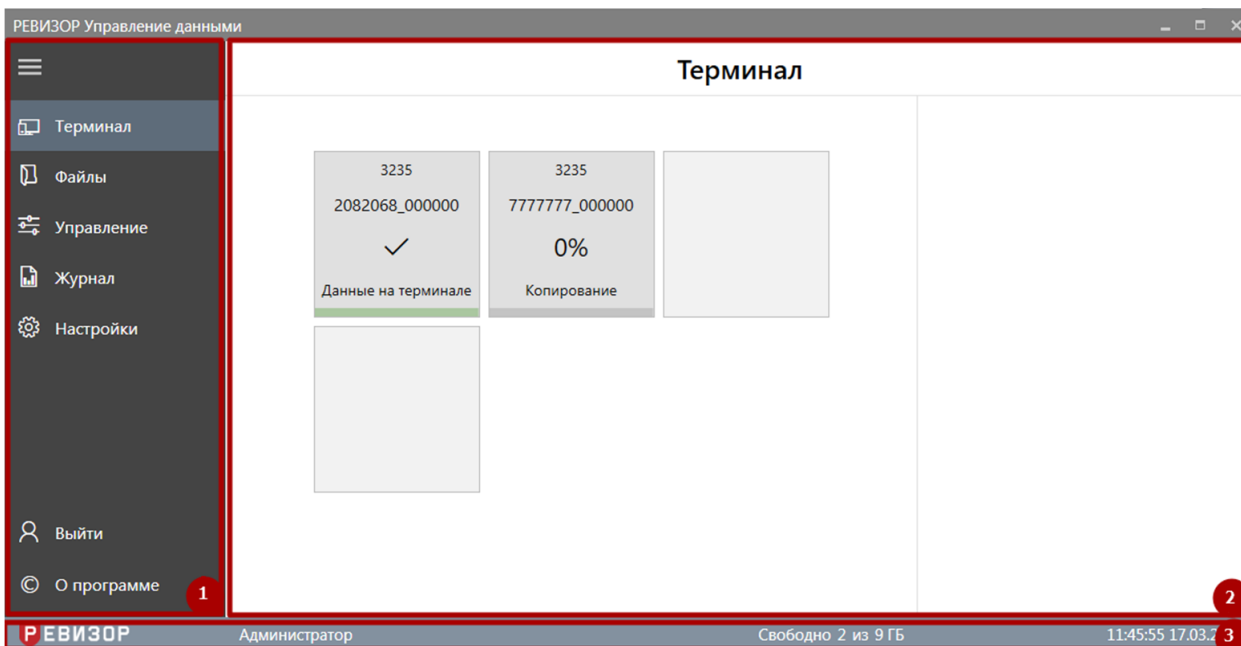 РЕВИЗОР Управление данными
Терминал
Терминал
Файлы
Управление
Журнал
Настройки
Выйти
О программе
1
3235
2082068_000000
Данные на терминале
3235
7777777_000000
0%
Копирование
2
РЕВИЗОР
Администратор
Свободно 2 из 9 ГБ
11:45:55 17.03.2
3